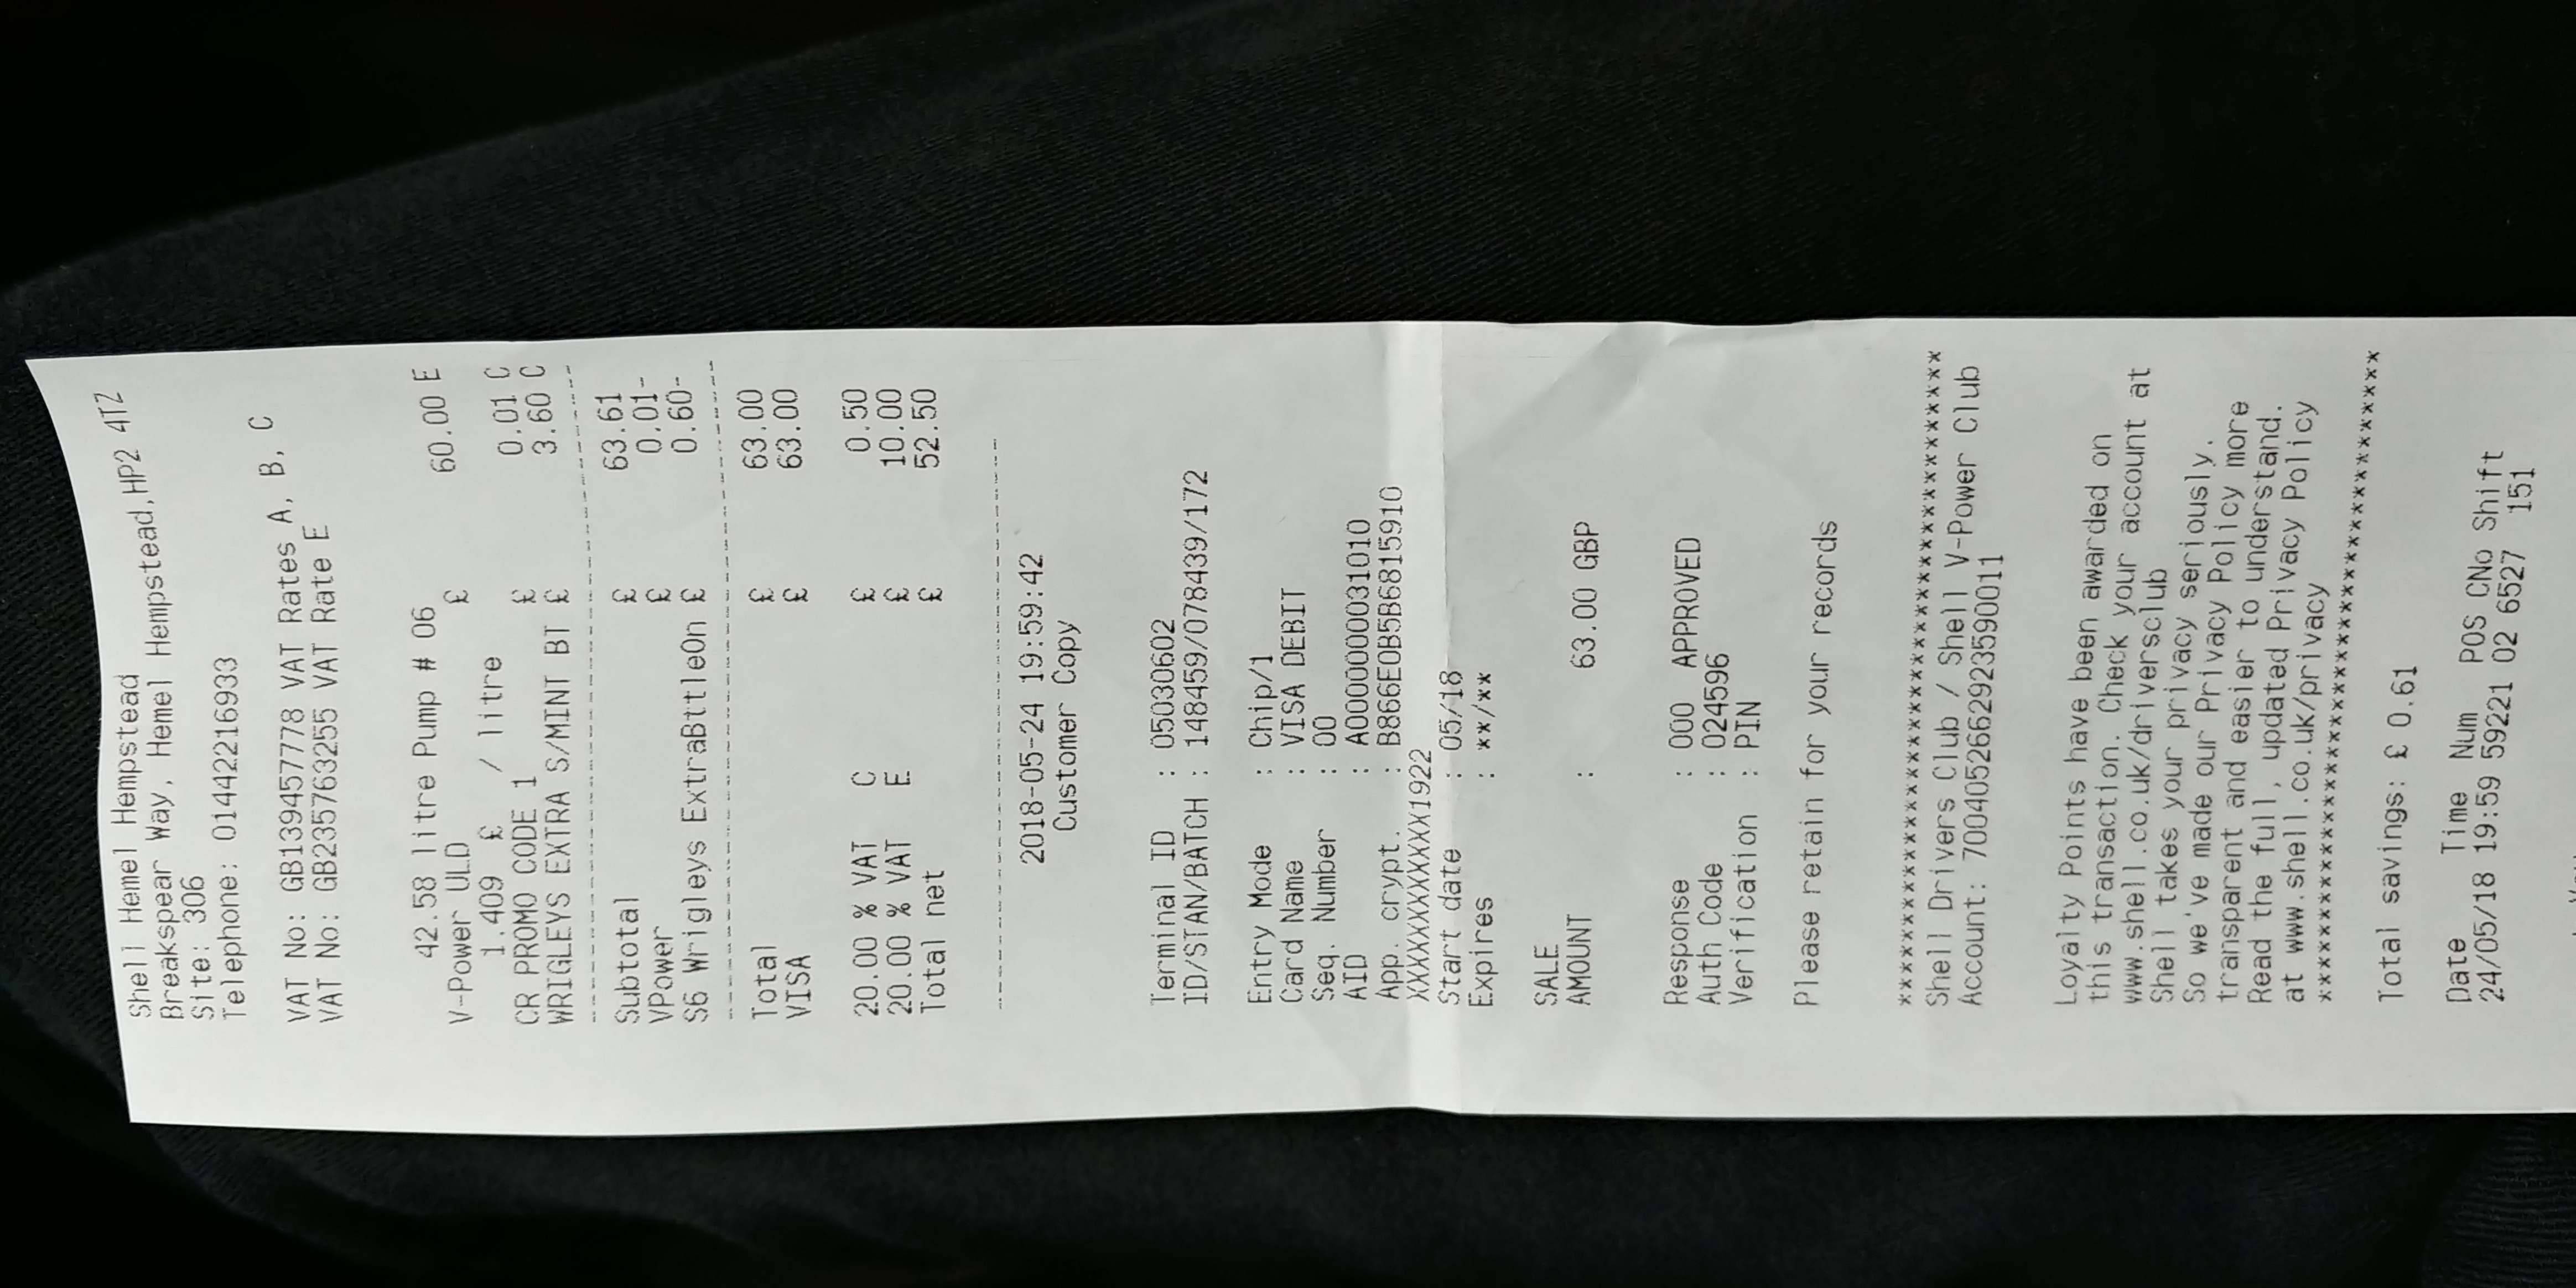 Shell Hemel Hempstead
Breakspear Way, Hemel Hempstead,HP2 4TZ
Site: 306
Telephone: 01442216933
VAT No: GB139457778 VAT Rates A, B, C
VAT No: GB235763255 VAT Rate E
42.58 litre Pump # 06
V-Power ULD £ 60.00 E
1.409 £ / litre
CR PROMO CODE 1 £ 0.01 C
WRIGLEYS EXTRA S/MINT BT £ 3.60 C
Subtotal £ 63.61
VPower £ 0.01-
S6 Wrigleys ExtraBttleOn £ 0.60-
Total £ 63.00
VISA £ 63.00
20.00 % VAT C £ 0.50
20.00 % VAT E £ 10.00
Total net £ 52.50
2018-05-24 19:59:42
Customer Copy
Terminal ID : 05030602
ID/STAN/BATCH : 148459/078439/172
Entry Mode : Chip/1
Card Name : VISA DEBIT
Seq. Number : 00
AID : A0000000031010
App. crypt. : B866E0B5B6815910
XXXXXXXXXXXX1922
Start date : 05/18
Expires : **/**
SALE
AMOUNT : 63.00 GBP
Response : 000 APPROVED
Auth Code : 024596
Verification : PIN
Please retain for your records
****************************************
Shell Drivers Club / Shell V-Power Club
Account: 7004052662923590011
Loyalty Points have been awarded on
this transaction. Check your account at
www.shell.co.uk/driversclub
Shell takes your privacy seriously.
So we've made our Privacy Policy more
transparent and easier to understand.
Read the full, updated Privacy Policy
at www.shell.co.uk/privacy
****************************************
Total savings: £ 0.61
Date Time Num POS CNo Shift
24/05/18 19:59 59221 02 6527 151